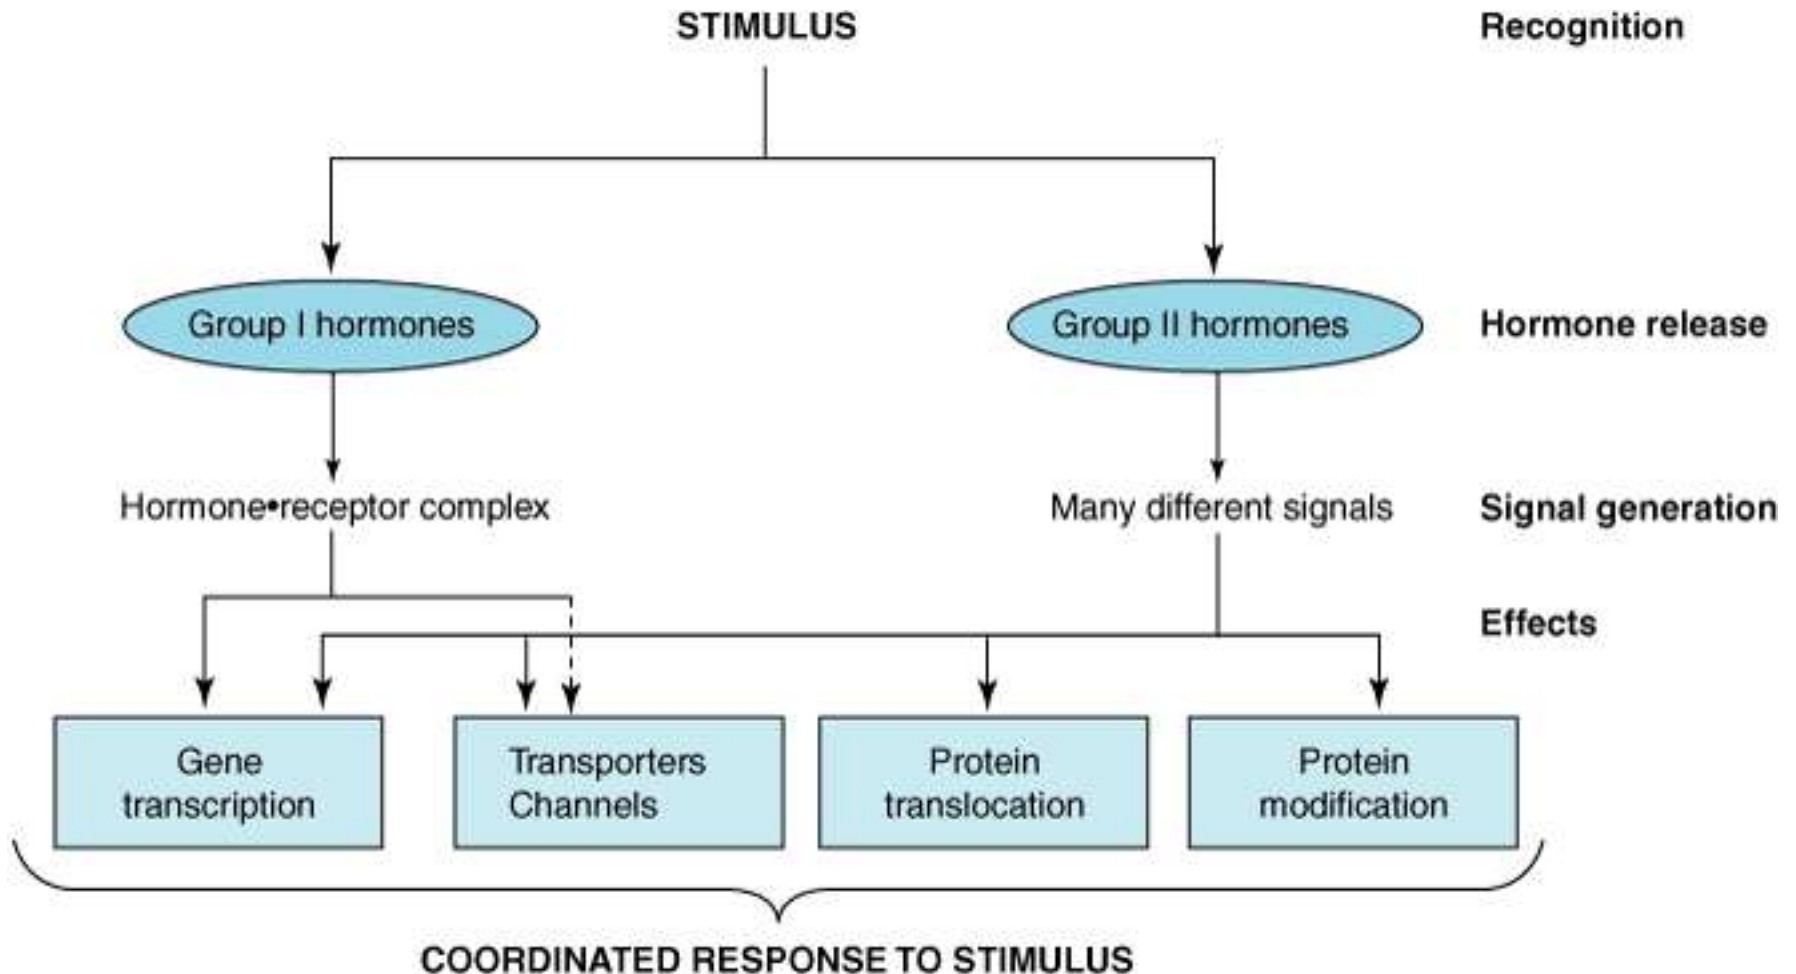 STIMULUS
Recognition
Group I hormones
Group II hormones
Hormone release
Hormone•receptor complex
Many different signals
Signal generation
Effects
Gene
transcription
Transporters
Channels
Protein
translocation
Protein
modification
COORDINATED RESPONSE TO STIMULUS